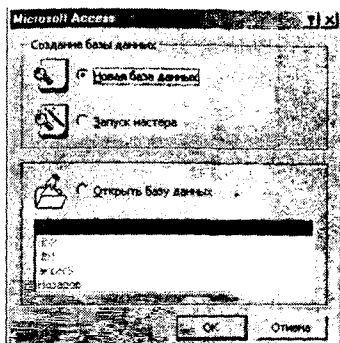 Microsoft Access
Создание базы данных
Новая база данных
Запуск мастера
Открыть базу данных
OK Отмена